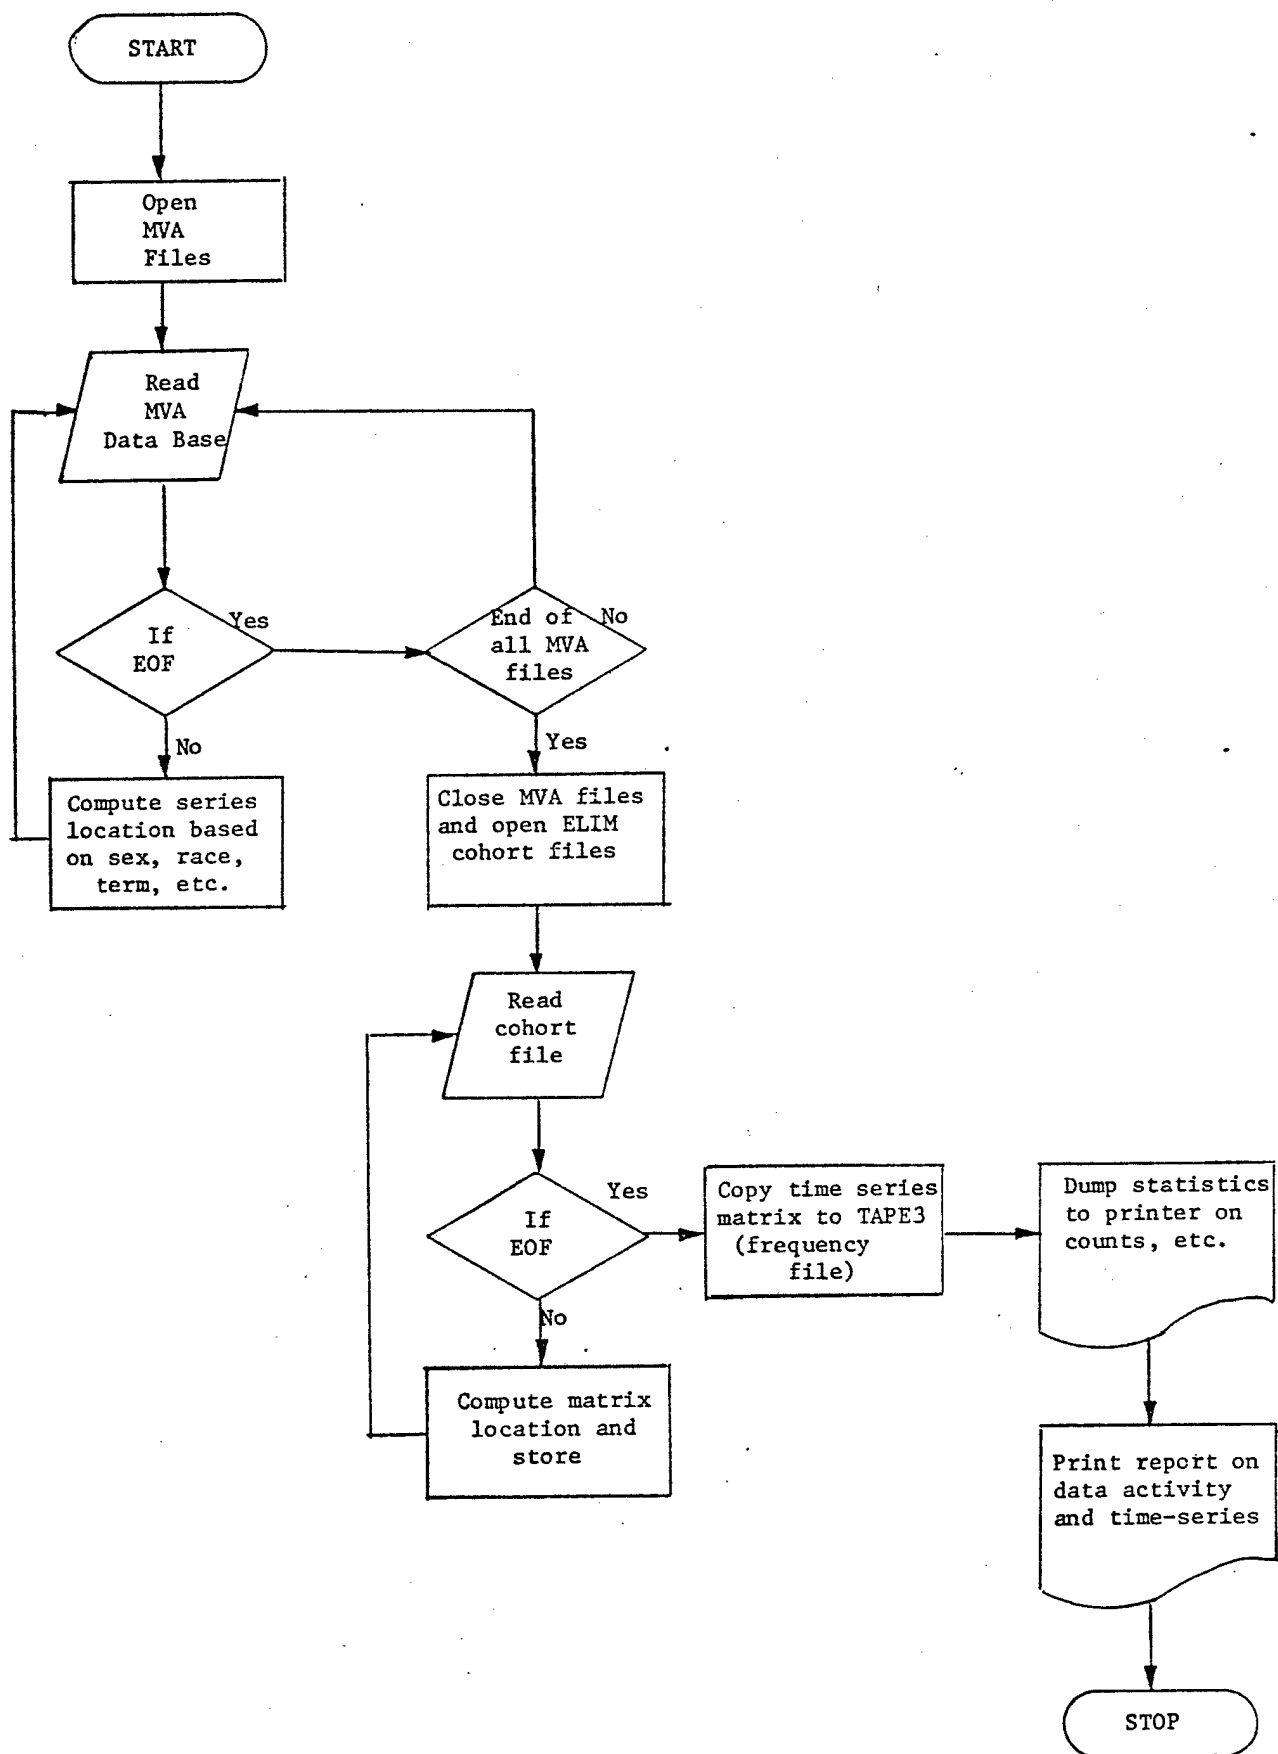 START
Open
MVA
Files
Read
MVA
Data Base
If
EOF
Yes
End of
all MVA
files
No
No
Yes
Compute series
location based
on sex, race,
term, etc.
Close MVA files
and open ELIM
cohort files
Read
cohort
file
If
EOF
Yes
No
Copy time series
matrix to TAPE3
(frequency
file)
Dump statistics
to printer on
counts, etc.
Compute matrix
location and
store
Print report on
data activity
and time-series
STOP